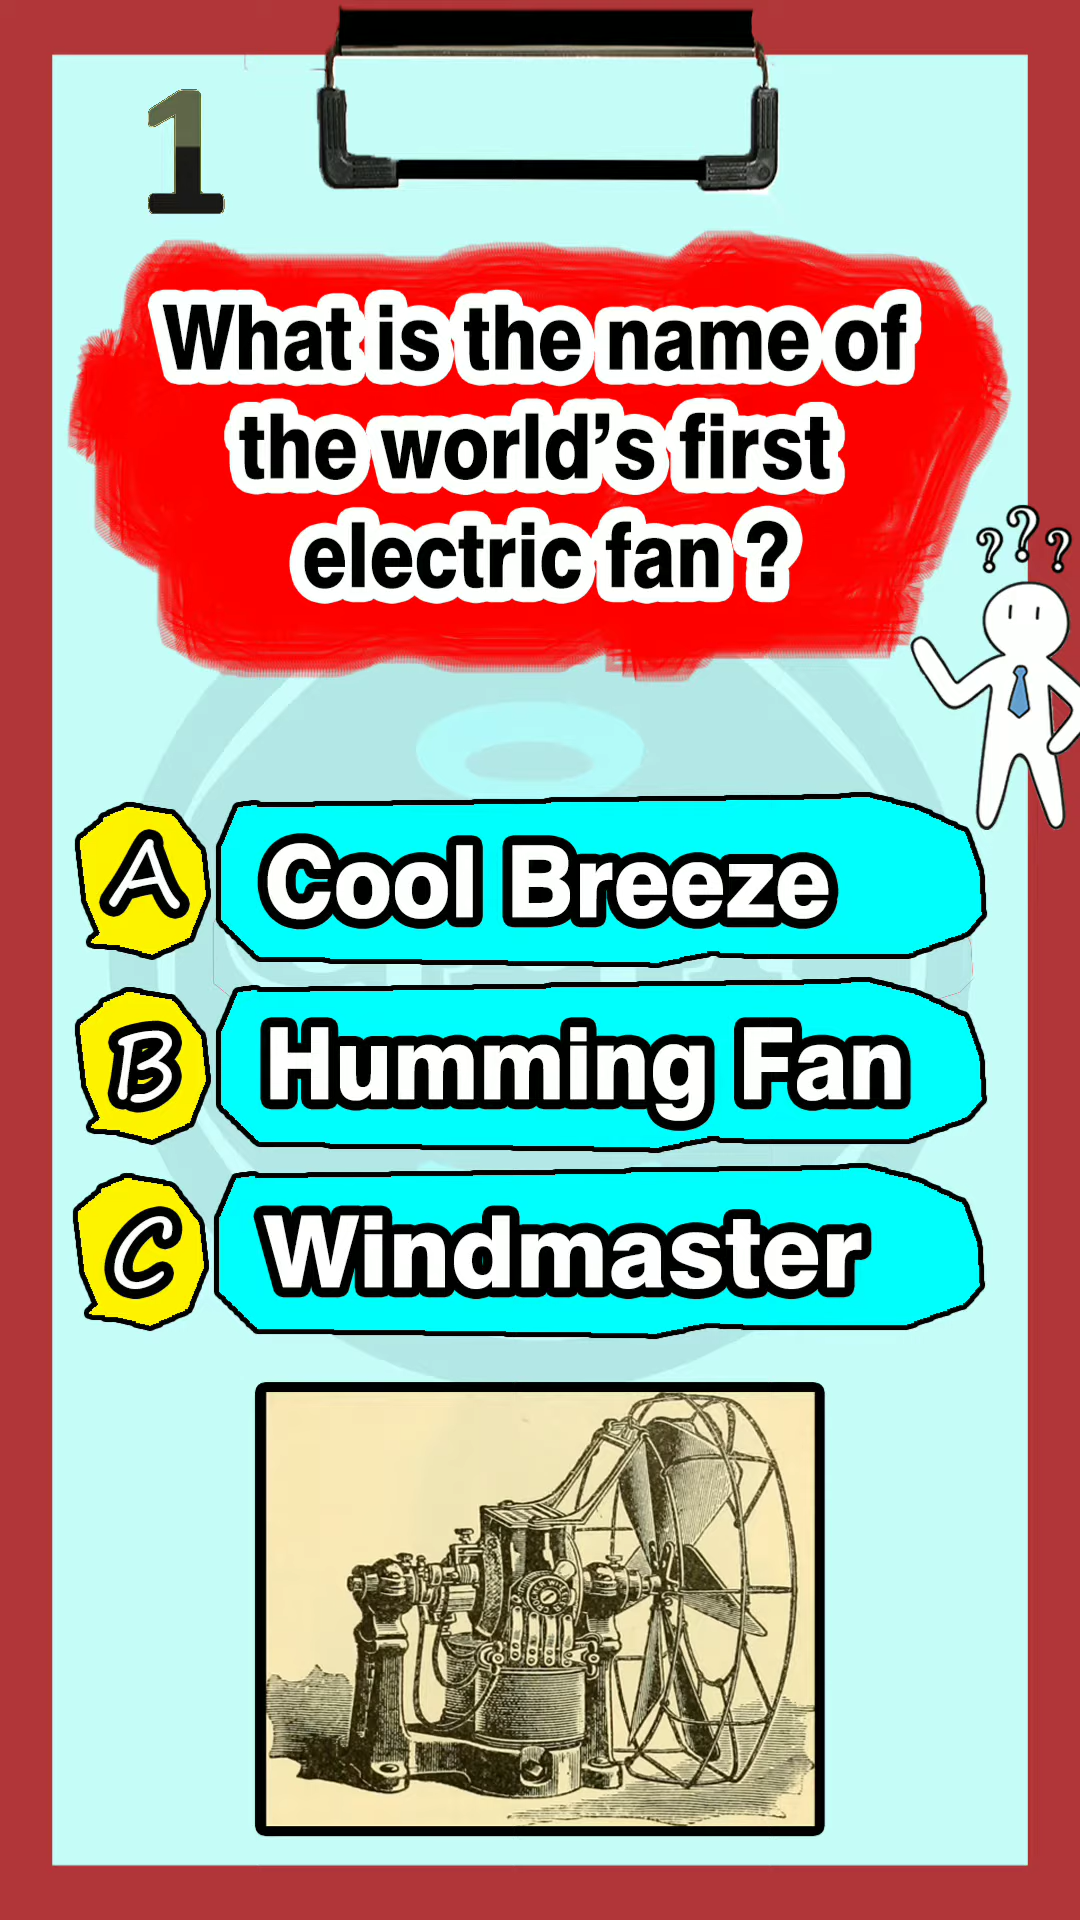 1
What is the name of
the world’s first
electric fan ?
???
A Cool Breeze
B Humming Fan
C Windmaster